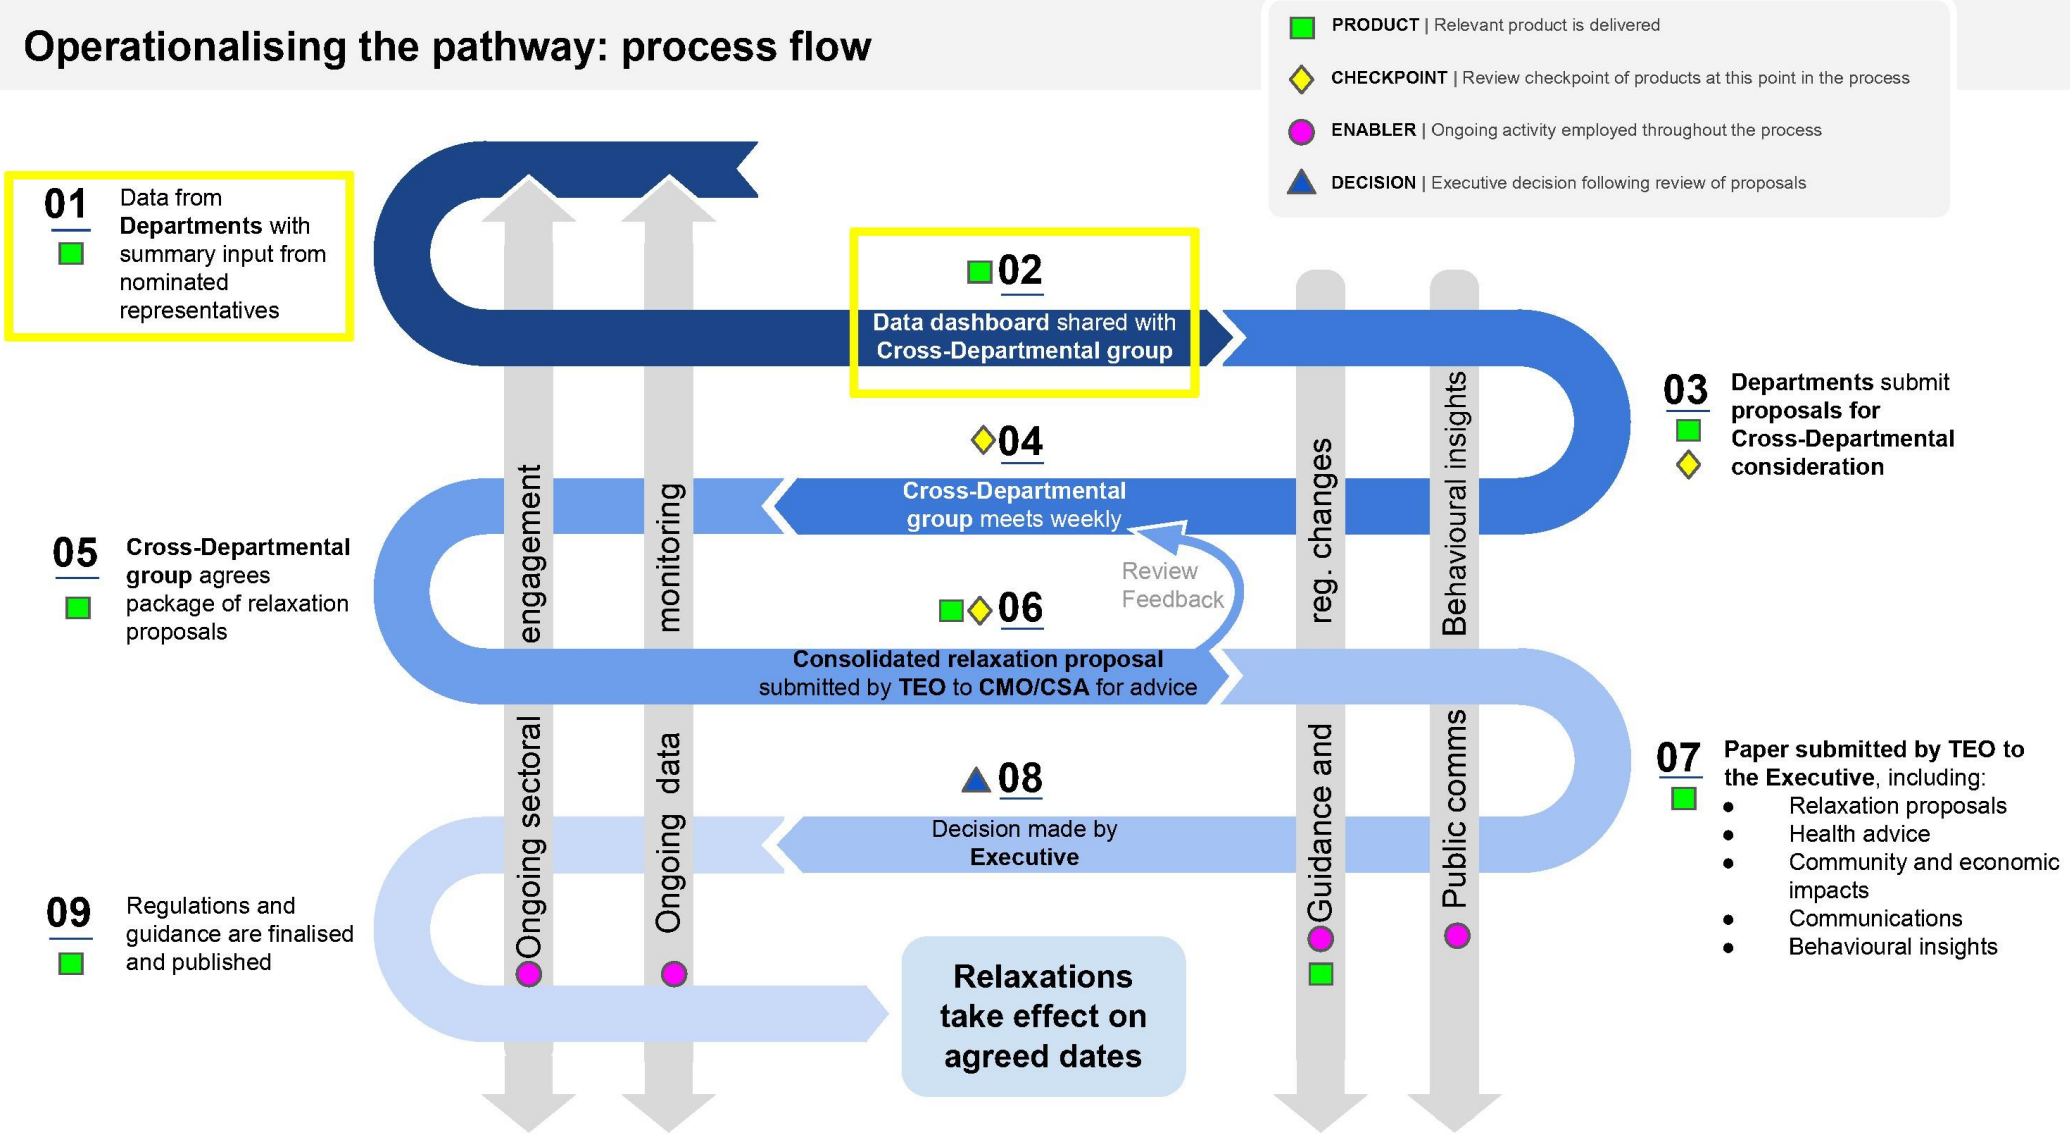 Operationalising the pathway: process flow
PRODUCT | Relevant product is delivered
CHECKPOINT | Review checkpoint of products at this point in the process
ENABLER | Ongoing activity employed throughout the process
DECISION | Executive decision following review of proposals
01
Data from
Departments with
summary input from
nominated
representatives
02
Data dashboard shared with
Cross-Departmental group
03
Departments submit
proposals for
Cross-Departmental
consideration
04
Cross-Departmental
group meets weekly
Review
Feedback
05
Cross-Departmental
group agrees
package of relaxation
proposals
06
Consolidated relaxation proposal
submitted by TEO to CMO/CSA for advice
07
Paper submitted by TEO to
the Executive, including:
● Relaxation proposals
● Health advice
● Community and economic
impacts
● Communications
● Behavioural insights
08
Decision made by
Executive
09
Regulations and
guidance are finalised
and published
Relaxations
take effect on
agreed dates
Ongoing sectoral engagement
Ongoing data monitoring
Guidance and reg. changes
Public comms Behavioural insights